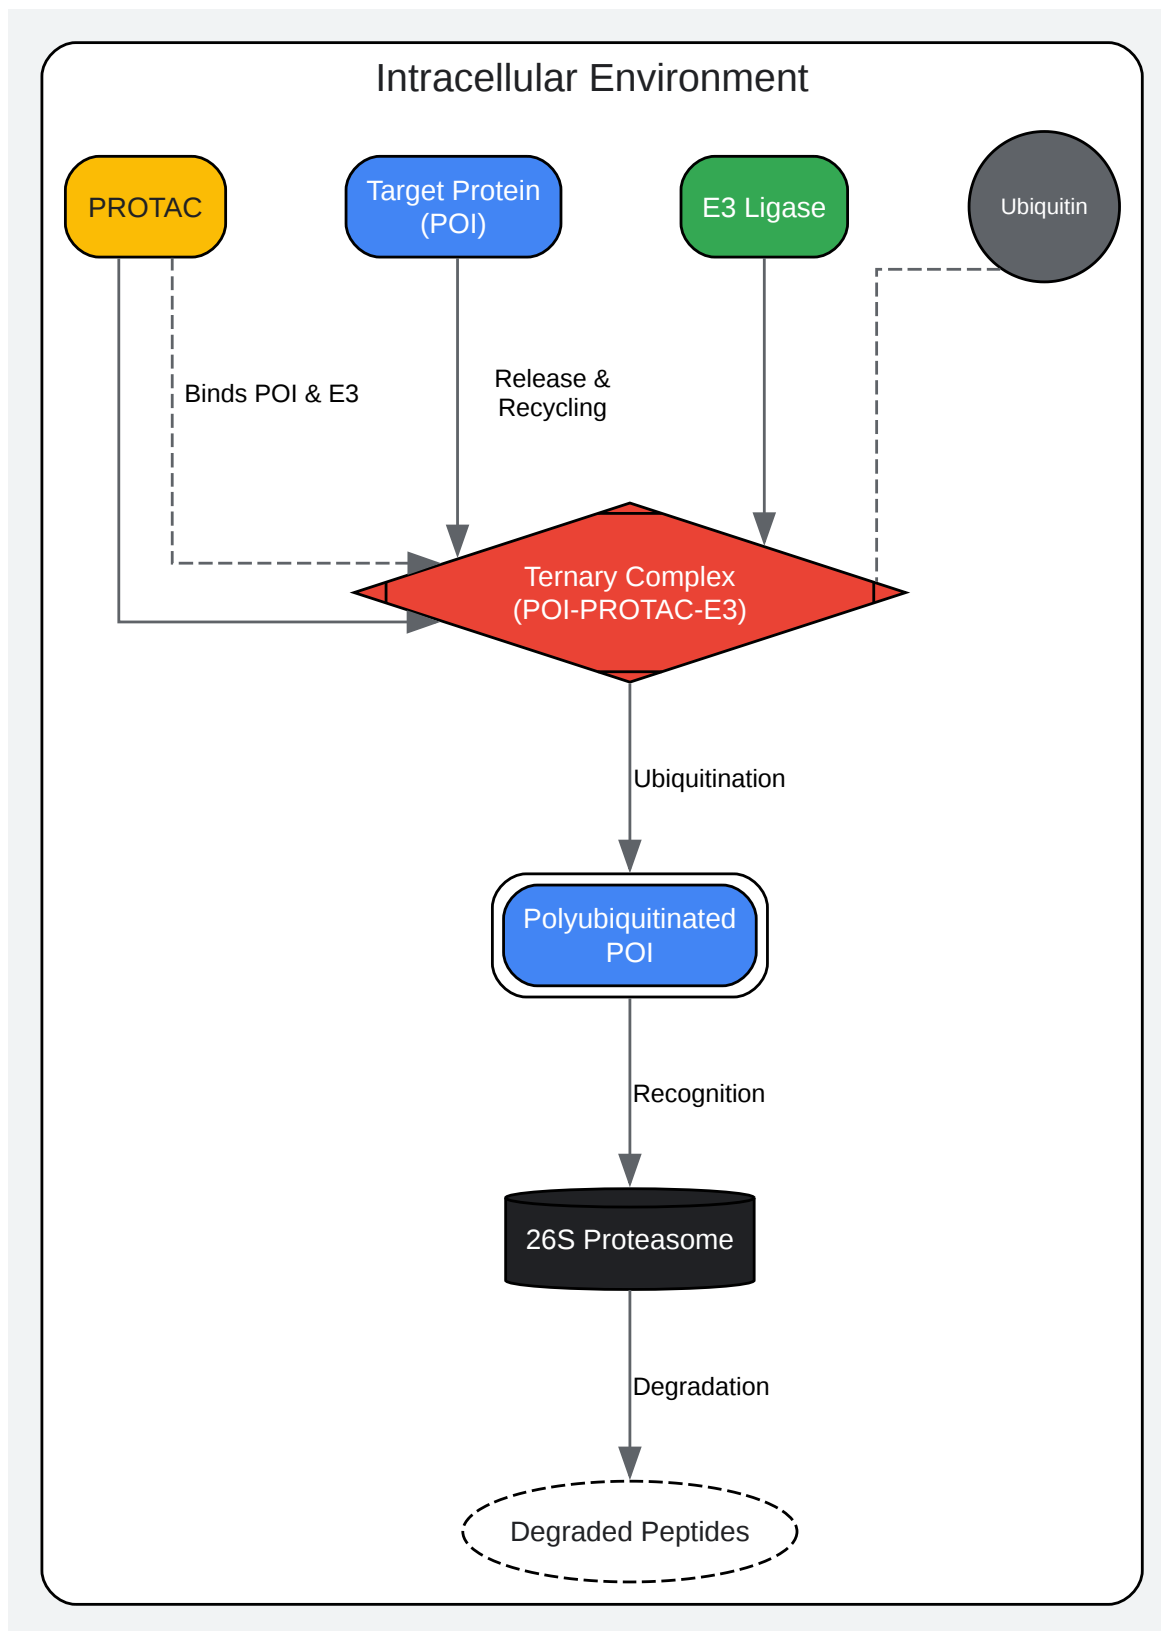 Intracellular Environment
PROTAC
Target Protein
(POI)
E3 Ligase
Ubiquitin
Binds POI & E3
Release &
Recycling
Ternary Complex
(POI-PROTAC-E3)
Ubiquitination
Polyubiquitinated
POI
Recognition
26S Proteasome
Degradation
Degraded Peptides